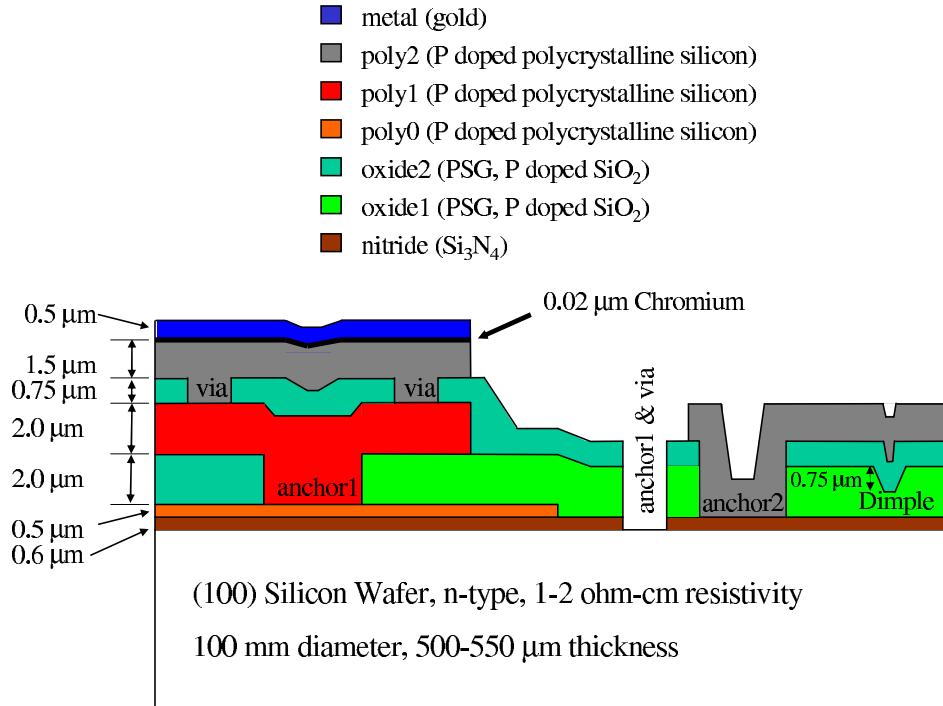 metal (gold)
poly2 (P doped polycrystalline silicon)
poly1 (P doped polycrystalline silicon)
poly0 (P doped polycrystalline silicon)
oxide2 (PSG, P doped SiO₂)
oxide1 (PSG, P doped SiO₂)
nitride (Si₃N₄)
0.5 μm
0.02 μm Chromium
1.5 μm
0.75 μm
via
via
2.0 μm
2.0 μm
anchor1
anchor1 & via
anchor2
0.75 μm
Dimple
0.5 μm
0.6 μm
(100) Silicon Wafer, n-type, 1-2 ohm-cm resistivity
100 mm diameter, 500-550 μm thickness